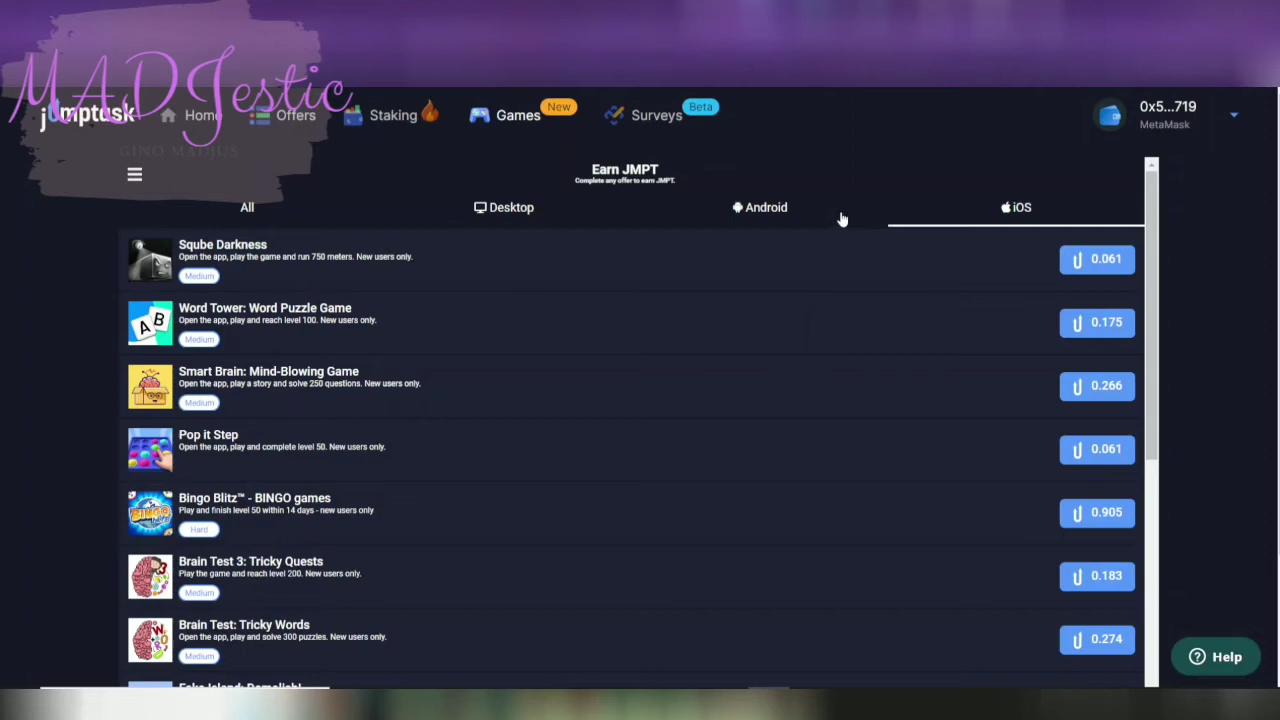 MADJestic
GINO MADJUS
jumptask
Home
Offers
Staking
Games
New
Surveys
Beta
0x5...719
MetaMask
Earn JMPT
Complete any offer to earn JMPT.
All
Desktop
Android
iOS
Sqube Darkness
Open the app, play the game and run 750 meters. New users only.
Medium
0.061
Word Tower: Word Puzzle Game
Open the app, play and reach level 100. New users only.
Medium
0.175
Smart Brain: Mind-Blowing Game
Open the app, play a story and solve 250 questions. New users only.
Medium
0.266
Pop it Step
Open the app, play and complete level 50. New users only.
0.061
Bingo Blitz™ - BINGO games
Play and finish level 50 within 14 days - new users only
Hard
0.905
Brain Test 3: Tricky Quests
Play the game and reach level 200. New users only.
Medium
0.183
Brain Test: Tricky Words
Open the app, play and solve 300 puzzles. New users only.
Medium
0.274
Help